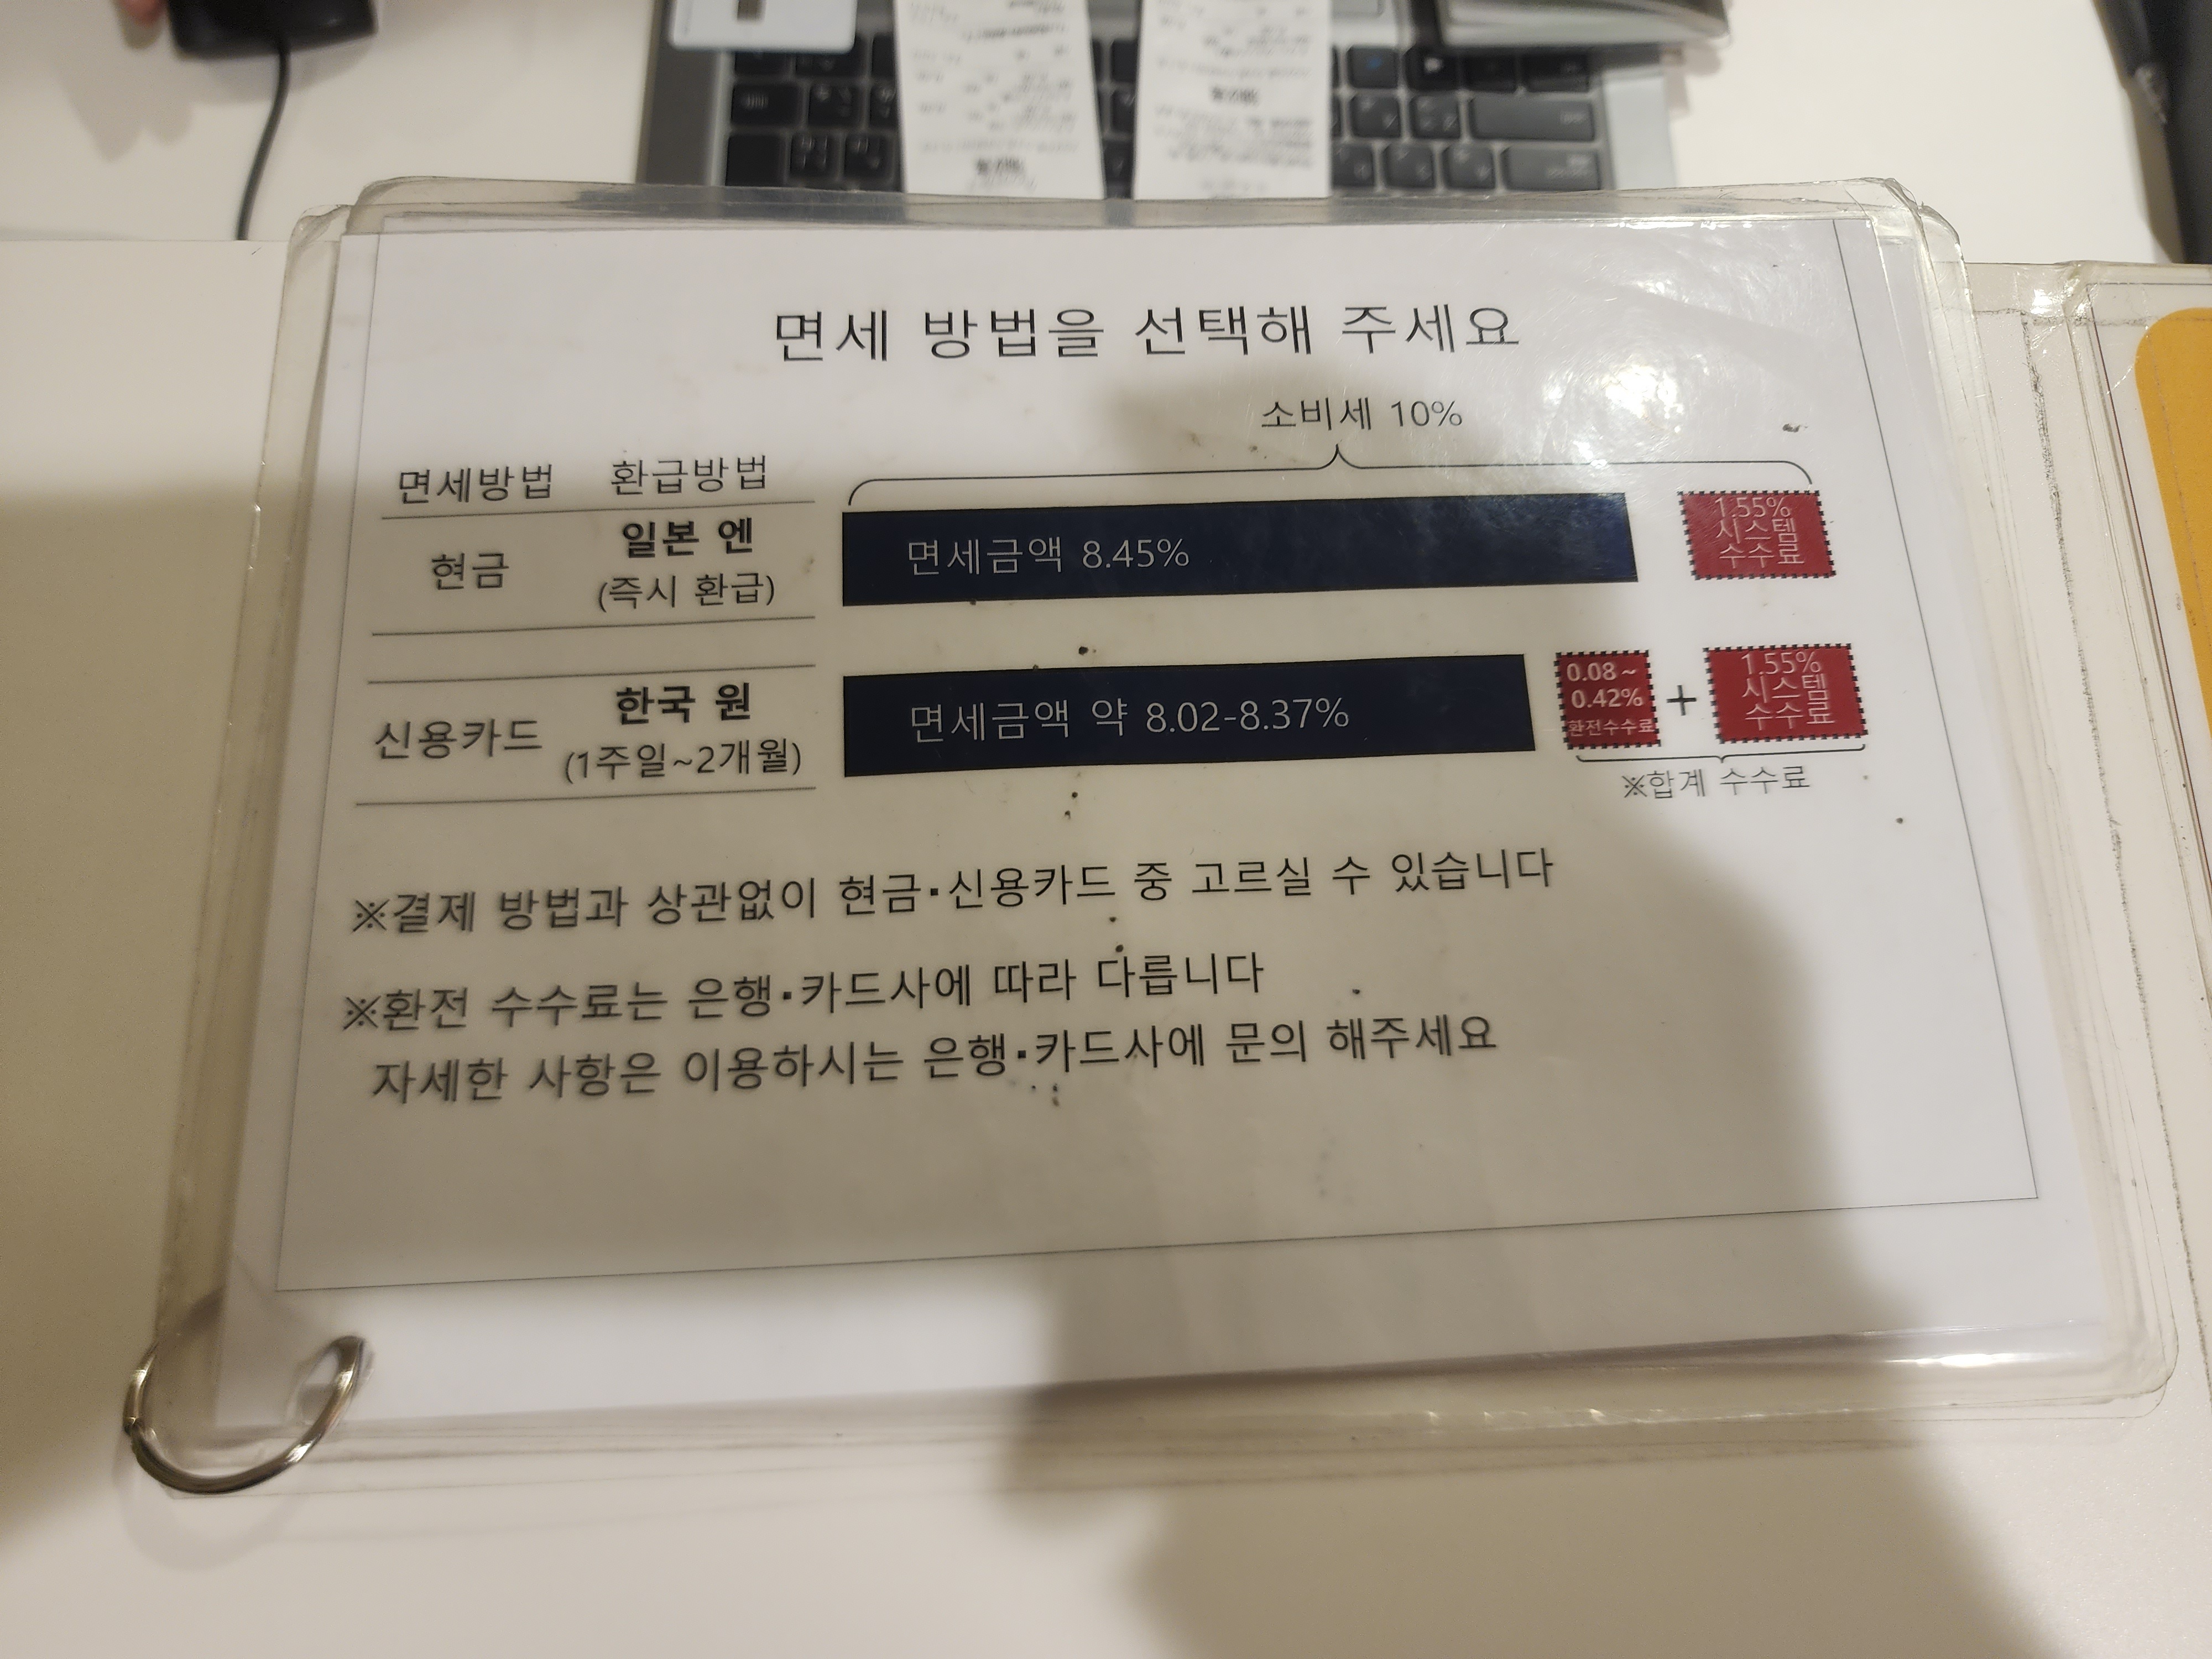 면세 방법을 선택해 주세요
소비세 10%
면세방법 환급방법
현금
일본 엔
(즉시 환급)
면세금액 8.45%
1.55%
시스템
수수료
신용카드
한국 원
(1주일~2개월)
면세금액 약 8.02-8.37%
0.08 ~
0.42%
환전수수료
+
1.55%
시스템
수수료
※합계 수수료
※결제 방법과 상관없이 현금·신용카드 중 고르실 수 있습니다
※환전 수수료는 은행·카드사에 따라 다릅니다
자세한 사항은 이용하시는 은행·카드사에 문의 해주세요